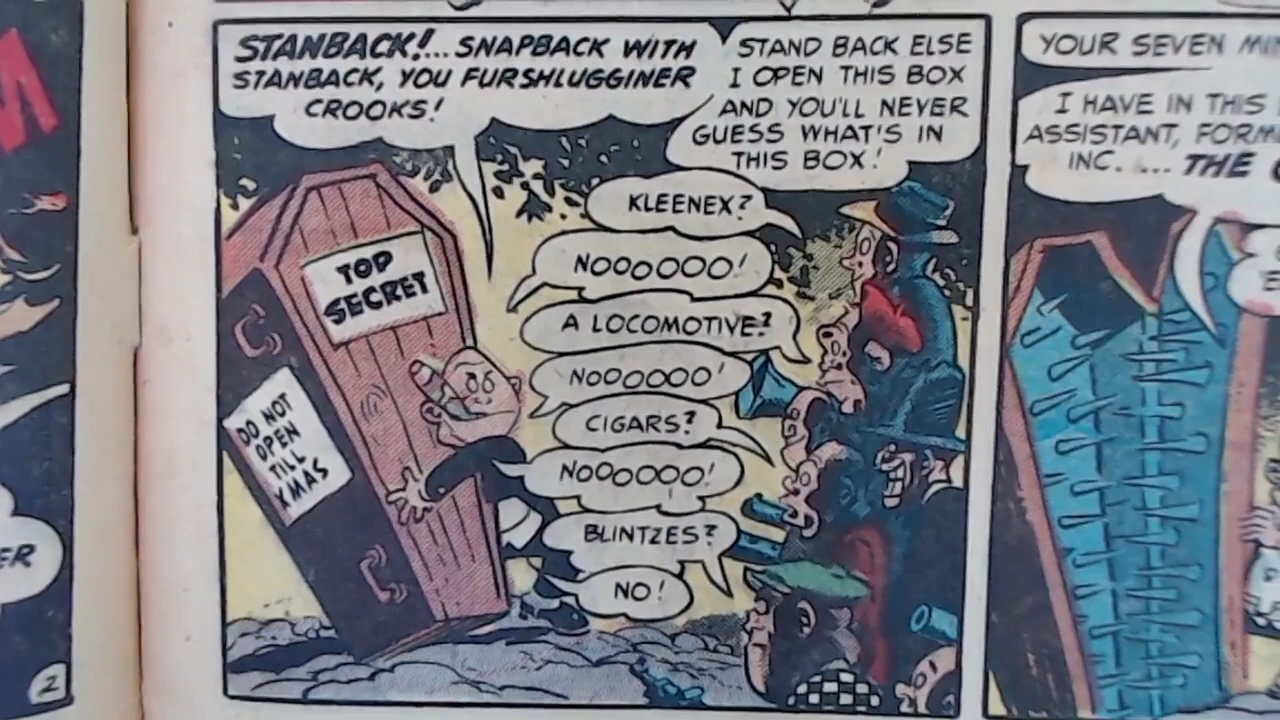 STANBACK!... SNAPBACK WITH
STANBACK, YOU FURSHLUGGINER
CROOKS!
STAND BACK ELSE
I OPEN THIS BOX
AND YOU'LL NEVER
GUESS WHAT'S IN
THIS BOX!
KLEENEX?
NOOOOOO!
A LOCOMOTIVE?
NOOOOOO!
CIGARS?
NOOOOOO!
BLINTZES?
NO!
TOP
SECRET
DO NOT
OPEN
TILL
XMAS
YOUR SEVEN
I HAVE IN THIS
ASSISTANT,
INC. .... THE
2